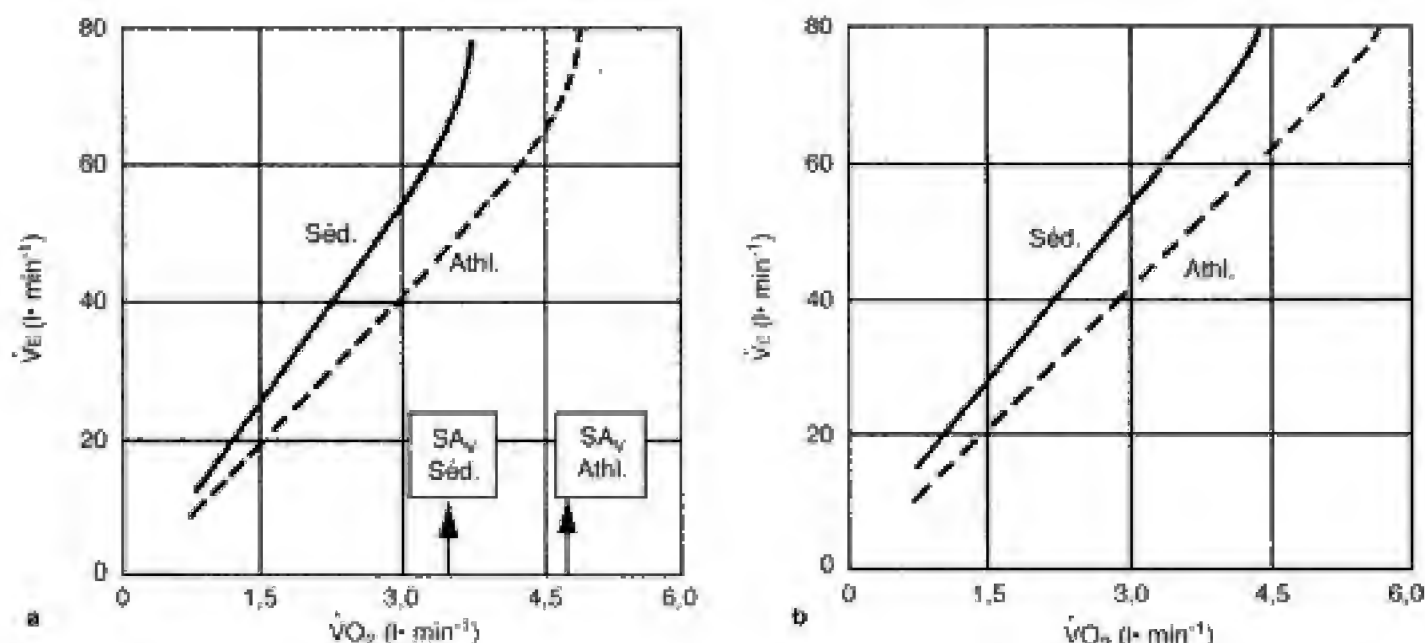 80
60
40
20
0
V̇E (l• min⁻¹)
Séd.
Athl.
SAᵥ
Séd.
SAᵥ
Athl.
0
1,5
3,0
4,5
6,0
V̇O₂ (l• min⁻¹)
a
80
60
40
20
0
V̇E (l• min⁻¹)
Séd.
Athl.
0
1,5
3,0
4,5
6,0
V̇O₂ (l• min⁻¹)
b